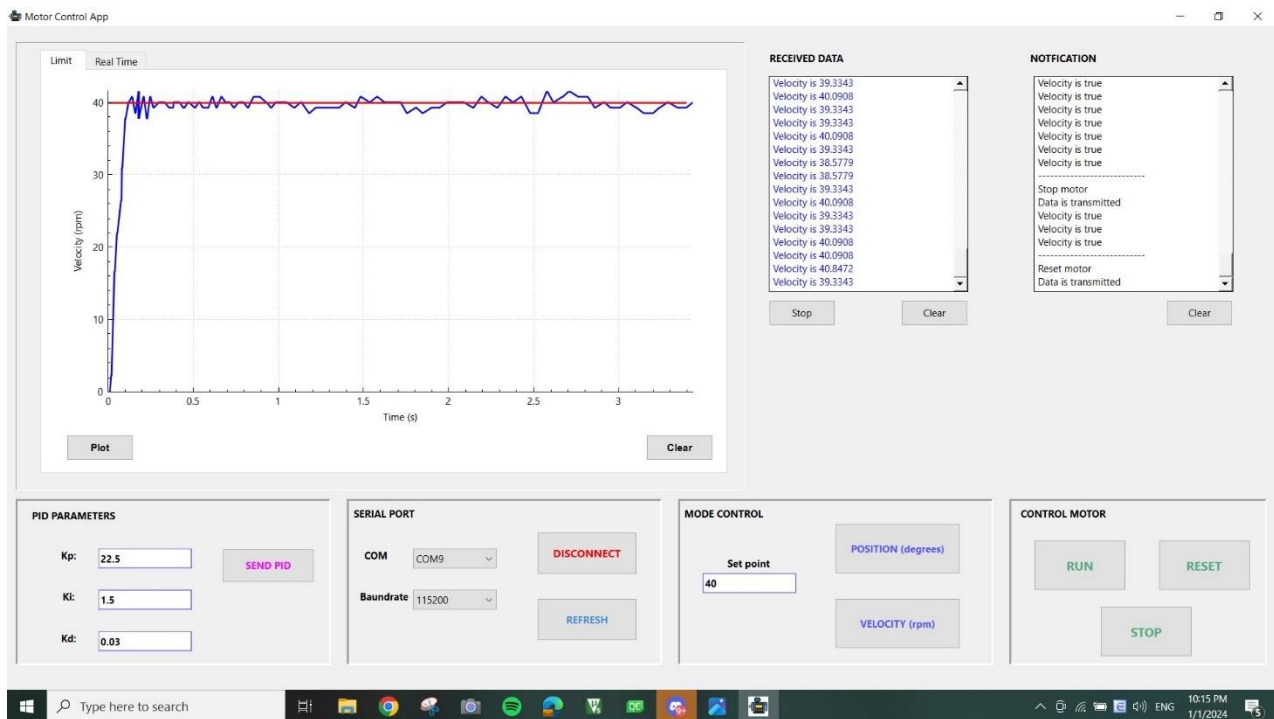 Motor Control App
Limit
Real Time
40
30
20
10
0
Velocity (rpm)
0
0.5
1
1.5
2
2.5
3
Time (s)
Plot
Clear
RECEIVED DATA
Velocity is 39.3343
Velocity is 40.0908
Velocity is 39.3343
Velocity is 39.3343
Velocity is 40.0908
Velocity is 39.3343
Velocity is 38.5779
Velocity is 38.5779
Velocity is 39.3343
Velocity is 40.0908
Velocity is 39.3343
Velocity is 39.3343
Velocity is 40.0908
Velocity is 40.0908
Velocity is 40.8472
Velocity is 39.3343
Stop
Clear
NOTFICATION
Velocity is true
Velocity is true
Velocity is true
Velocity is true
Velocity is true
Velocity is true
Velocity is true
----------------------------
Stop motor
Data is transmitted
Velocity is true
Velocity is true
Velocity is true
----------------------------
Reset motor
Data is transmitted
Clear
PID PARAMETERS
Kp: 22.5
Ki: 1.5
Kd: 0.03
SEND PID
SERIAL PORT
COM COM9
Baundrate 115200
DISCONNECT
REFRESH
MODE CONTROL
Set point
40
POSITION (degrees)
VELOCITY (rpm)
CONTROL MOTOR
RUN
RESET
STOP
Type here to search
QC
ENG
10:15 PM
1/1/2024
5